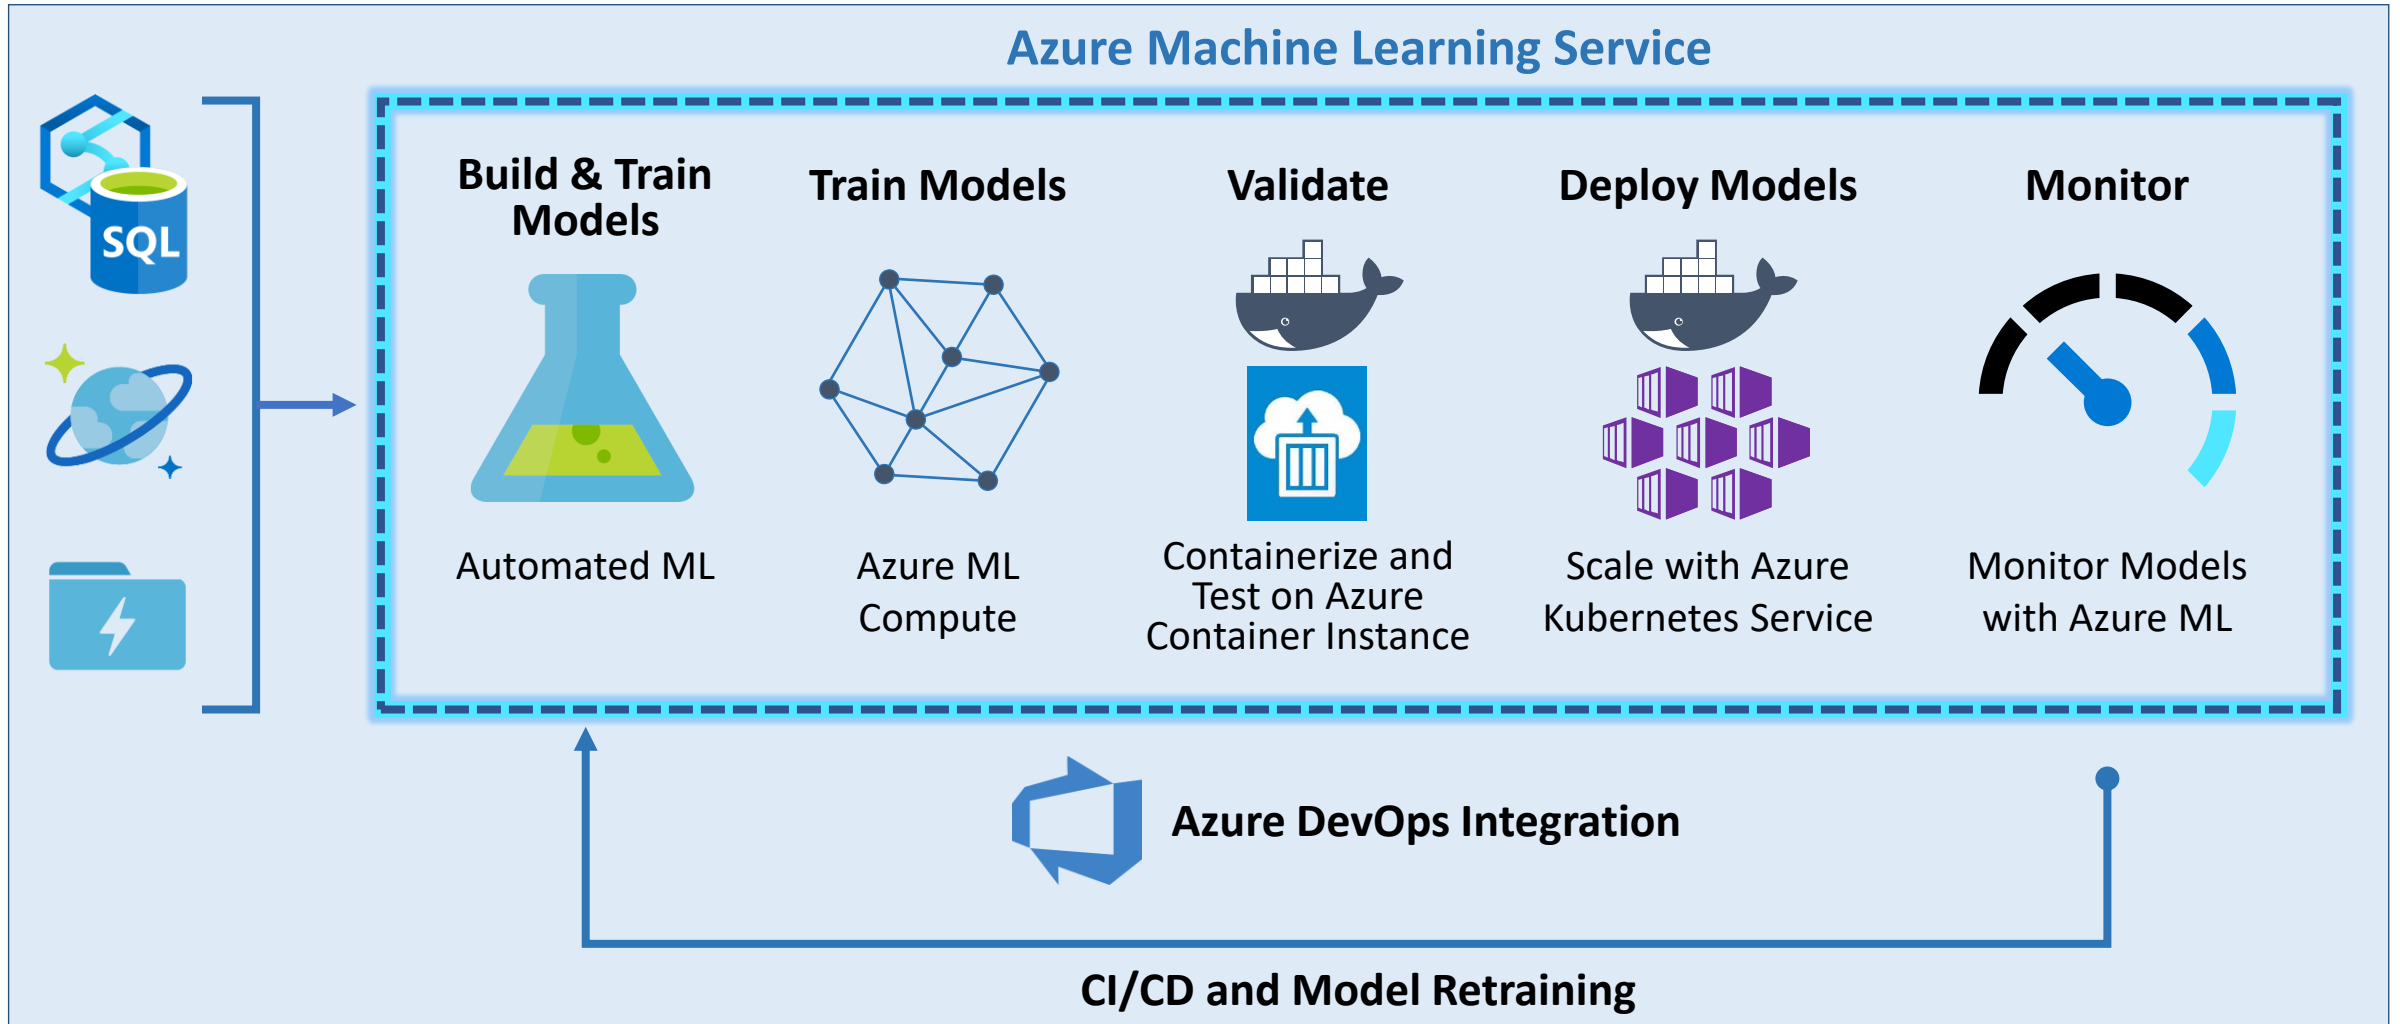 Azure Machine Learning Service
SQL
Build & Train
Models
Automated ML
Train Models
Azure ML
Compute
Validate
Containerize and
Test on Azure
Container Instance
Deploy Models
Scale with Azure
Kubernetes Service
Monitor
Monitor Models
with Azure ML
Azure DevOps Integration
CI/CD and Model Retraining